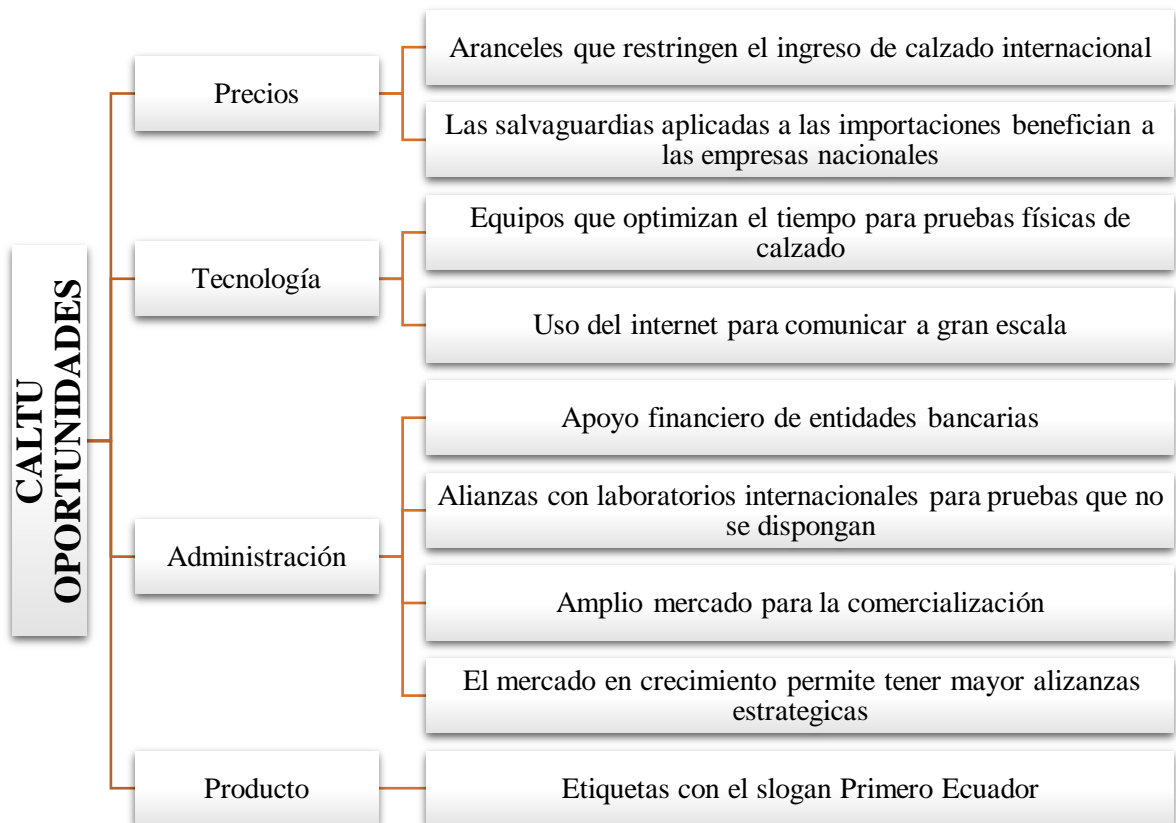 CALTU
OPORTUNIDADES
Precios
Aranceles que restringen el ingreso de calzado internacional
Las salvaguardias aplicadas a las importaciones benefician a
las empresas nacionales
Tecnología
Equipos que optimizan el tiempo para pruebas físicas de
calzado
Uso del internet para comunicar a gran escala
Administración
Apoyo financiero de entidades bancarias
Alianzas con laboratorios internacionales para pruebas que no
se dispongan
Amplio mercado para la comercialización
El mercado en crecimiento permite tener mayor alizanzas
estrategicas
Producto
Etiquetas con el slogan Primero Ecuador